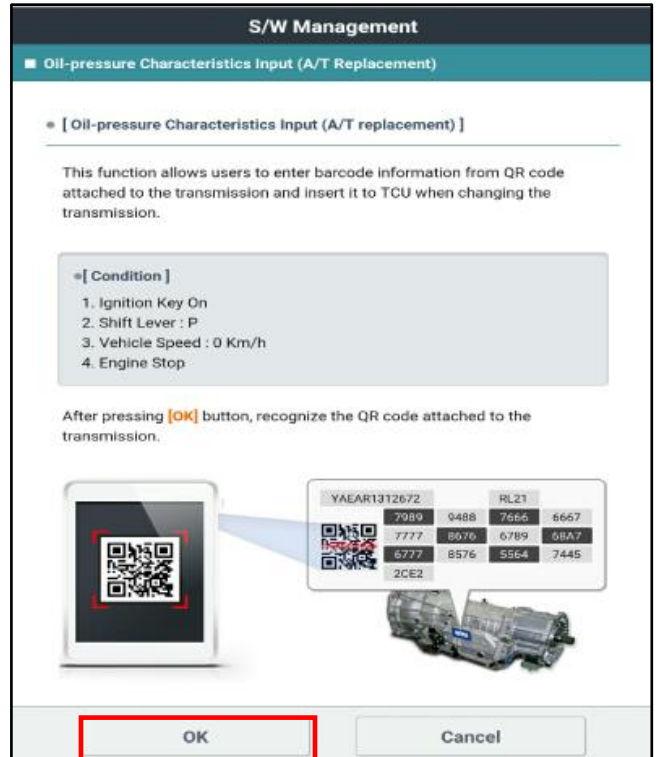 S/W Management
Oil-pressure Characteristics Input (A/T Replacement)
[ Oil-pressure Characteristics Input (A/T replacement) ]
This function allows users to enter barcode information from QR code
attached to the transmission and insert it to TCU when changing the
transmission.
[ Condition ]
1. Ignition Key On
2. Shift Lever : P
3. Vehicle Speed : 0 Km/h
4. Engine Stop
After pressing [OK] button, recognize the QR code attached to the
transmission.
YAEAR1312672 RL21
7989 9488 7666 6667
7777 8676 6789 68A7
6777 8576 5564 7445
2CE2
OK Cancel